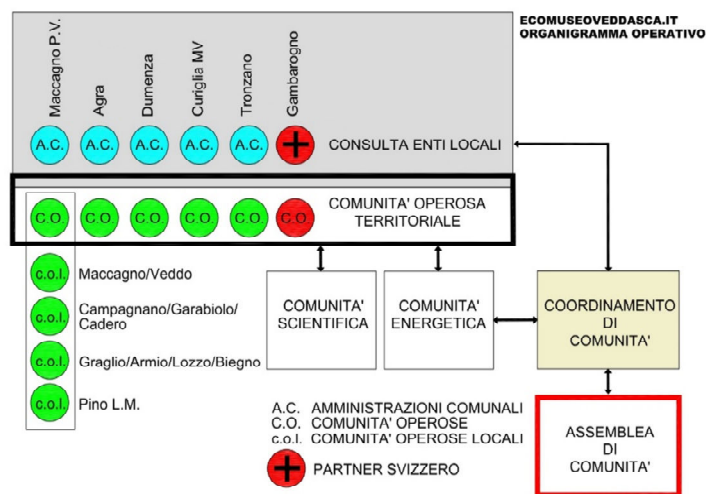 ECOMUSEOVEDDASCA.IT
ORGANIGRAMMA OPERATIVO
Maccagno P.V.
Agra
Dumenza
Curiglia MV
Tronzano
Gambarogno
A.C. A.C. A.C. A.C. A.C. CONSULTA ENTI LOCALI
C.O. C.O. C.O. C.O. C.O. C.O. COMUNITA' OPEROSA
TERRITORIALE
c.o.l. Maccagno/Veddo
c.o.l. Campagnano/Garabiolo/
Cadero
c.o.l. Graglio/Armio/Lozzo/Biegno
c.o.l. Pino L.M.
COMUNITA'
SCIENTIFICA
COMUNITA'
ENERGETICA
COORDINAMENTO
DI
COMUNITA'
A.C. AMMINISTRAZIONI COMUNALI
C.O. COMUNITA' OPEROSE
c.o.l. COMUNITA' OPEROSE LOCALI
PARTNER SVIZZERO
ASSEMBLEA
DI
COMUNITA'